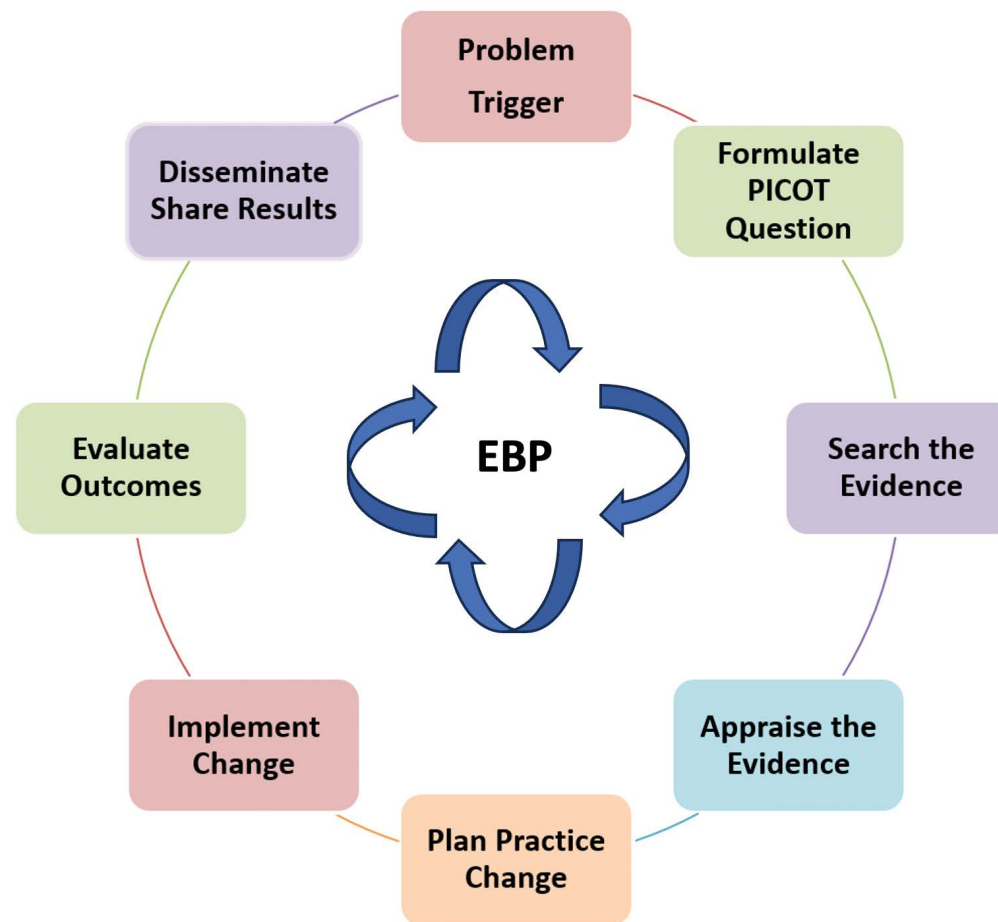 Problem
Trigger
Formulate
PICOT
Question
Search the
Evidence
Appraise the
Evidence
Plan Practice
Change
Implement
Change
Evaluate
Outcomes
Disseminate
Share Results
EBP